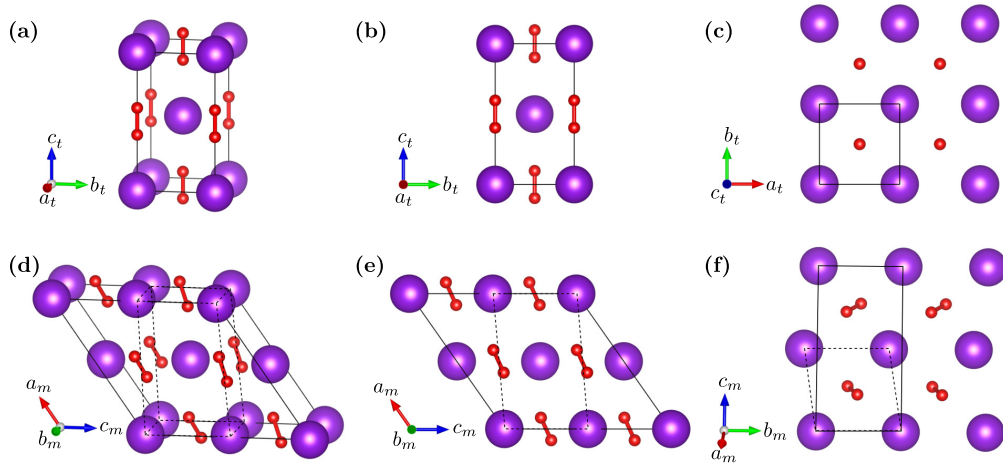 (a)
(b)
(c)
c_t
b_t
a_t
c_t
b_t
a_t
b_t
c_t
a_t
(d)
(e)
(f)
a_m
b_m
c_m
a_m
b_m
c_m
c_m
b_m
a_m